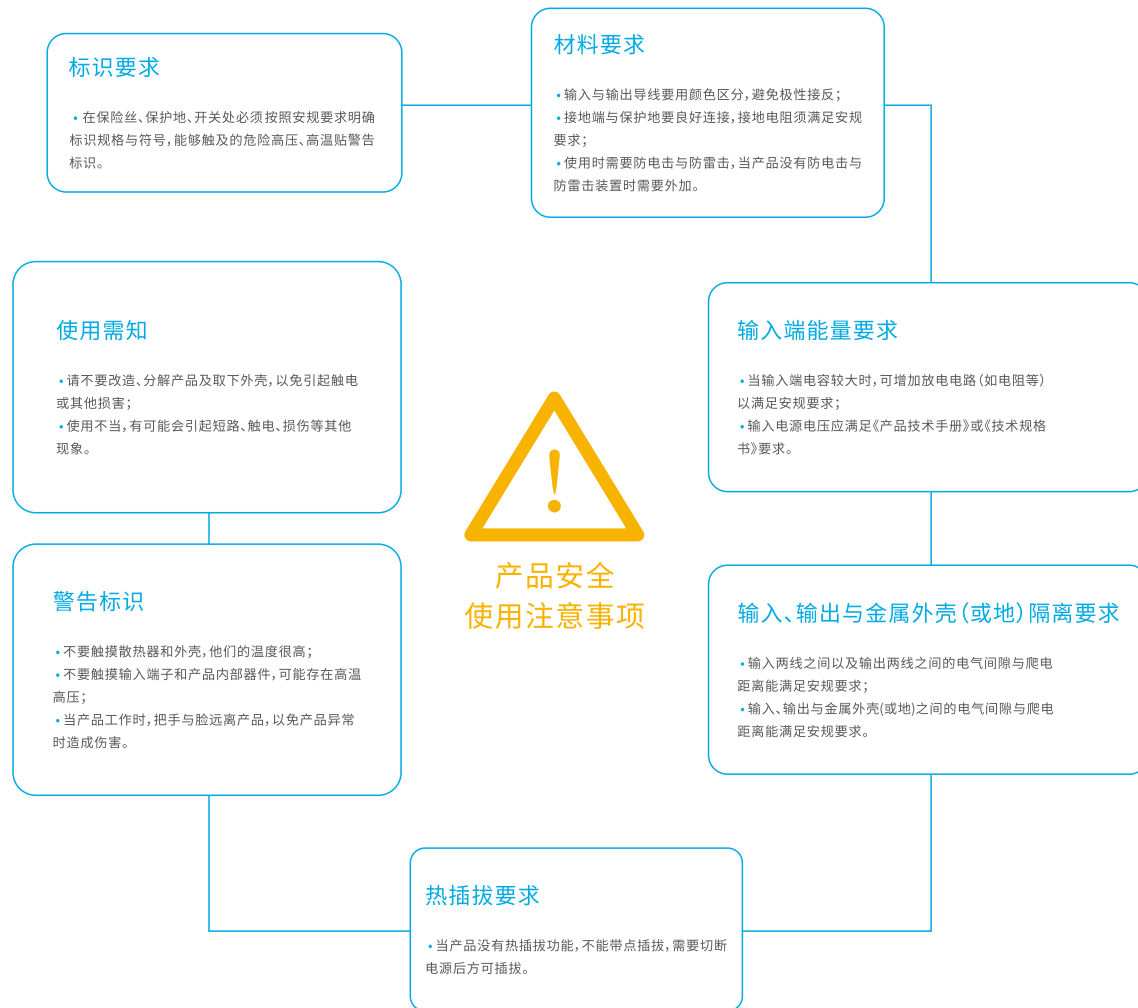 标识要求
• 在保险丝、保护地、开关处必须按照安规要求明确
标识规格与符号，能够触及的危险高压、高温贴警告
标识。
材料要求
• 输入与输出导线要用颜色区分，避免极性接反；
• 接地端与保护地要良好连接，接地电阻须满足安规
要求；
• 使用时需要防电击与防雷击，当产品没有防电击与
防雷击装置时需要外加。
使用需知
• 请不要改造、分解产品及取下外壳，以免引起触电
或其他损害；
• 使用不当，有可能会引起短路、触电、损伤等其他
现象。
输入端能量要求
• 当输入端电容较大时，可增加放电电路（如电阻等）
以满足安规要求；
• 输入电源电压应满足《产品技术手册》或《技术规格
书》要求。
!
产品安全
使用注意事项
警告标识
• 不要触摸散热器和外壳，他们的温度很高；
• 不要触摸输入端子和产品内部器件，可能存在高温
高压；
• 当产品工作时，把手与脸远离产品，以免产品异常
时造成伤害。
输入、输出与金属外壳（或地）隔离要求
• 输入两线之间以及输出两线之间的电气间隙与爬电
距离能满足安规要求；
• 输入、输出与金属外壳(或地)之间的电气间隙与爬电
距离能满足安规要求。
热插拔要求
• 当产品没有热插拔功能，不能带点插拔，需要切断
电源后方可插拔。